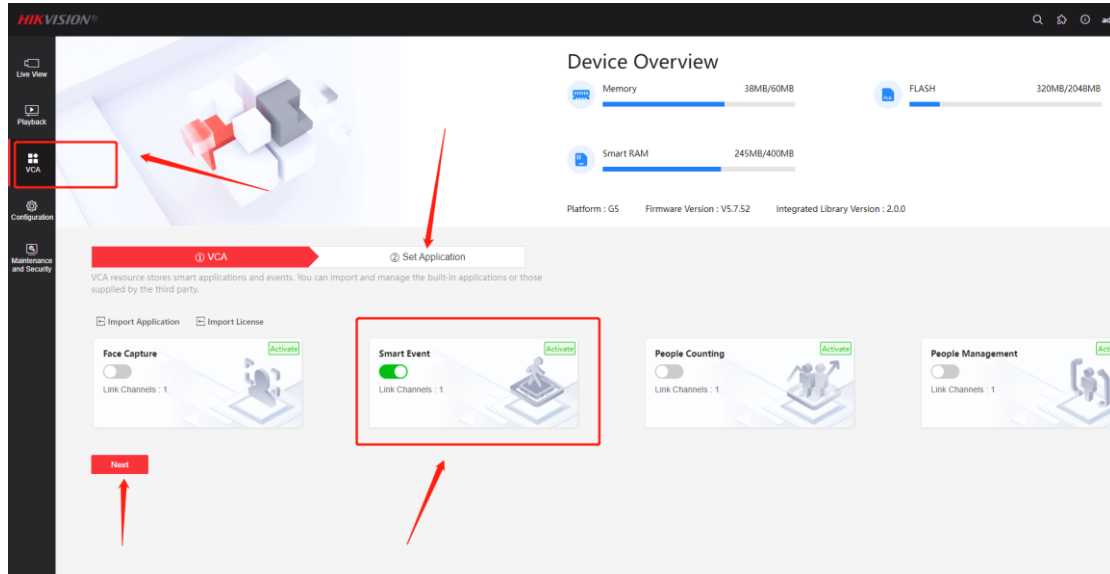 HIKVISION®
ad
Live View
Playback
VCA
Configuration
Maintenance
and Security
Device Overview
Memory 38MB/60MB
FLASH 320MB/2048MB
Smart RAM 245MB/400MB
Platform : G5 Firmware Version : V5.7.52 Integrated Library Version : 2.0.0
① VCA ② Set Application
VCA resource stores smart applications and events. You can import and manage the built-in applications or those
supplied by the third party.
Import Application Import License
Face Capture Activate
Link Channels : 1
Smart Event Activate
Link Channels : 1
People Counting Activate
Link Channels : 1
People Management Act
Link Channels : 1
Next